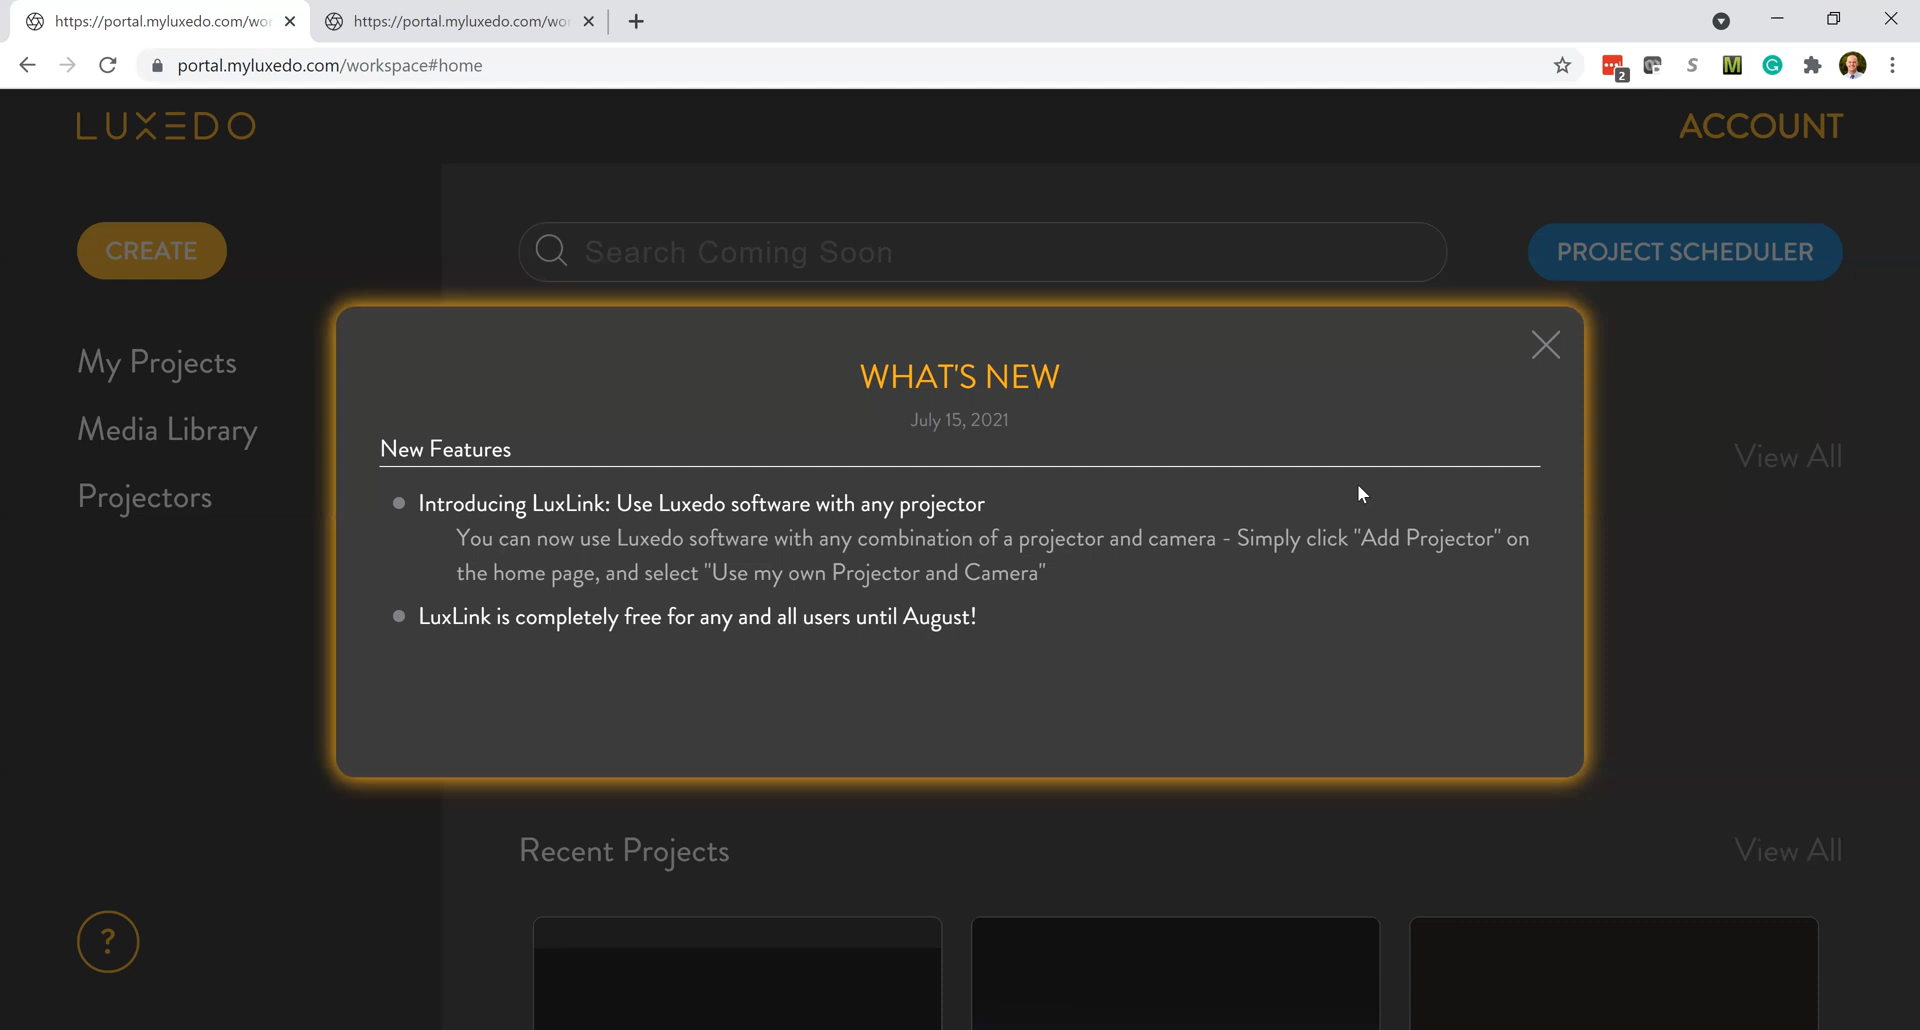 https://portal.myluxedo.com/wor
https://portal.myluxedo.com/wor
portal.myluxedo.com/workspace#home
2
LUXEDO
ACCOUNT
CREATE
Search Coming Soon
PROJECT SCHEDULER
My Projects
Media Library
Projectors
WHAT'S NEW
July 15, 2021
New Features
View All
Introducing LuxLink: Use Luxedo software with any projector
You can now use Luxedo software with any combination of a projector and camera - Simply click "Add Projector" on
the home page, and select "Use my own Projector and Camera"
LuxLink is completely free for any and all users until August!
Recent Projects
View All
?